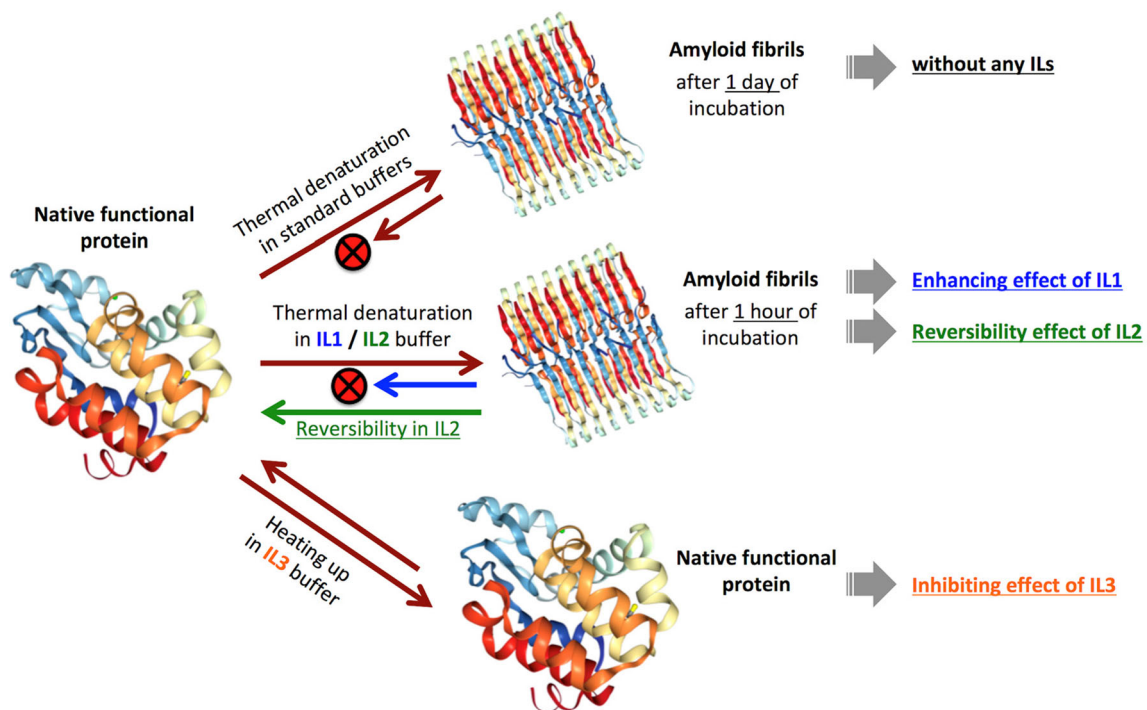 Amyloid fibrils
after 1 day of
incubation
without any ILs
Thermal denaturation
in standard buffers
Native functional
protein
Thermal denaturation
in IL1 / IL2 buffer
Reversibility in IL2
Amyloid fibrils
after 1 hour of
incubation
Enhancing effect of IL1
Reversibility effect of IL2
Heating up
in IL3 buffer
Native functional
protein
Inhibiting effect of IL3